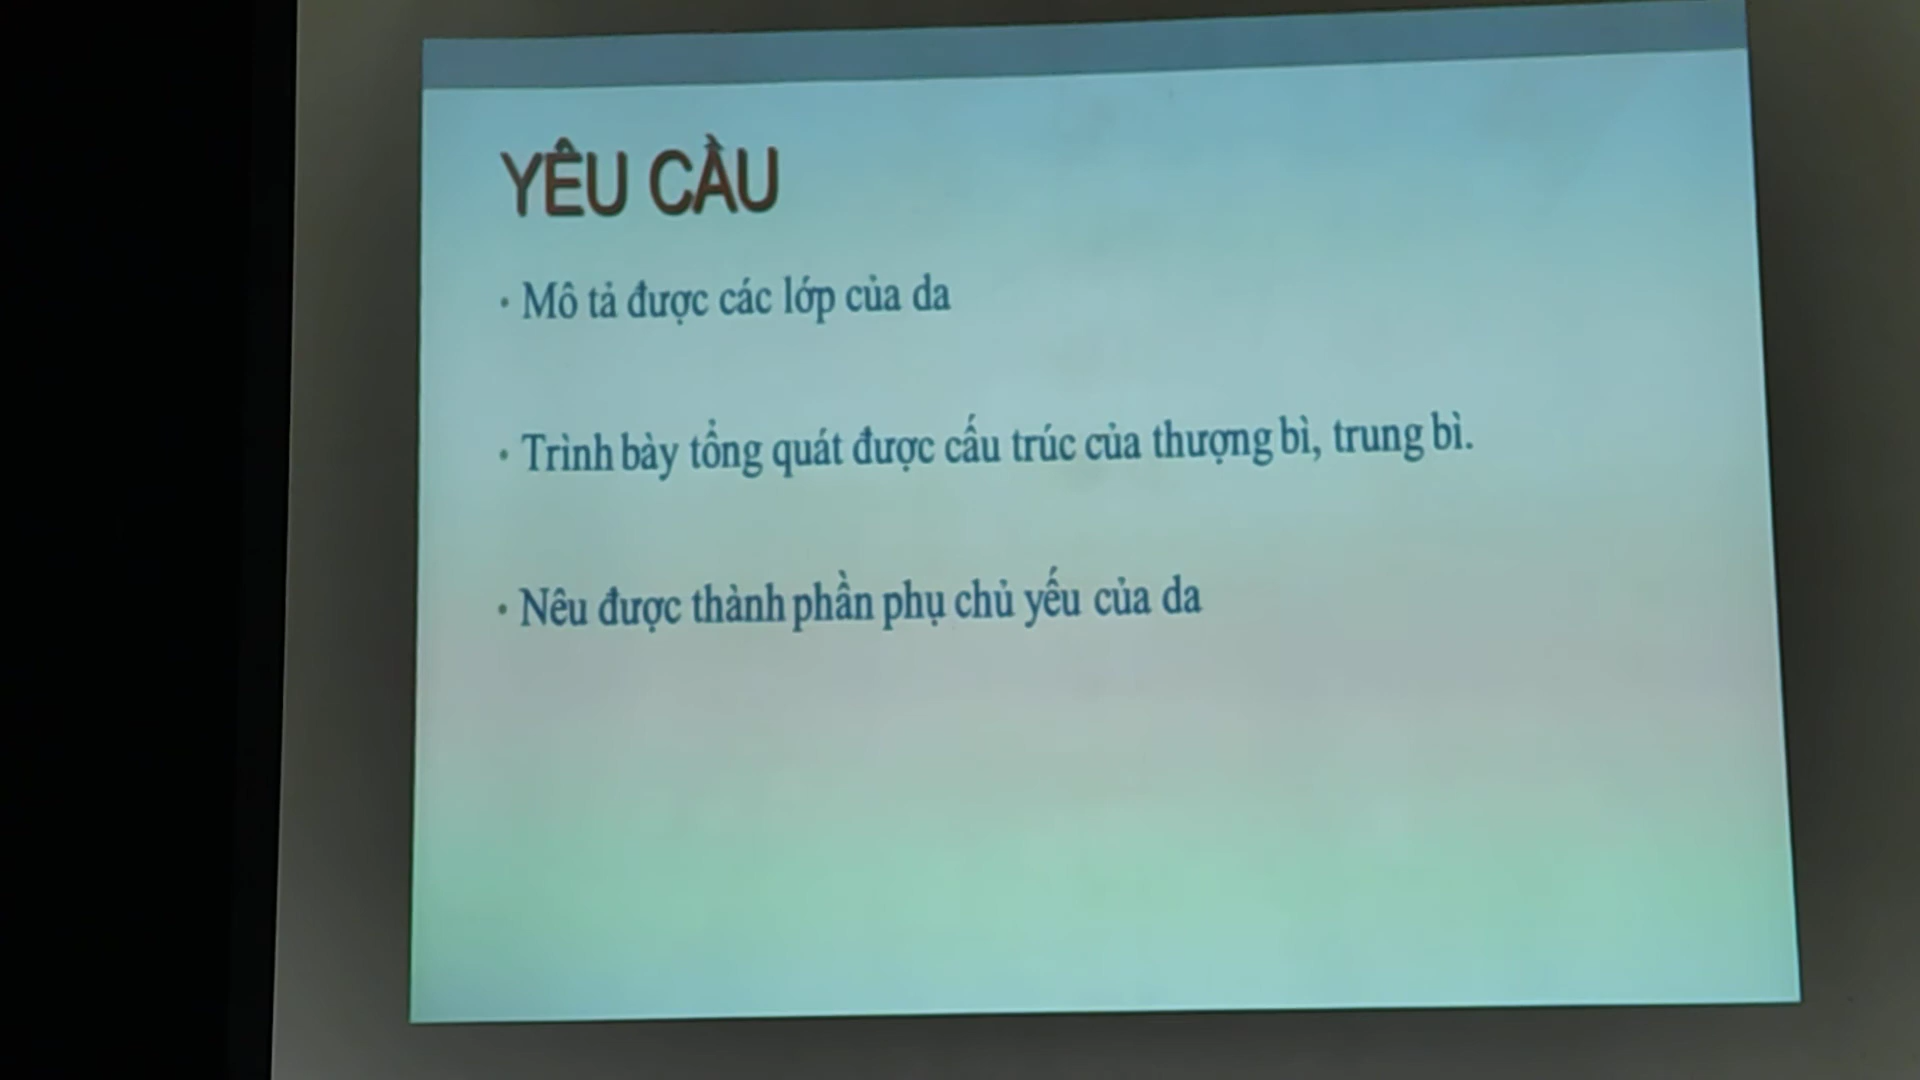 YÊU CẦU
• Mô tả được các lớp của da
• Trình bày tổng quát được cấu trúc của thượng bì, trung bì.
• Nêu được thành phần phụ chủ yếu của da